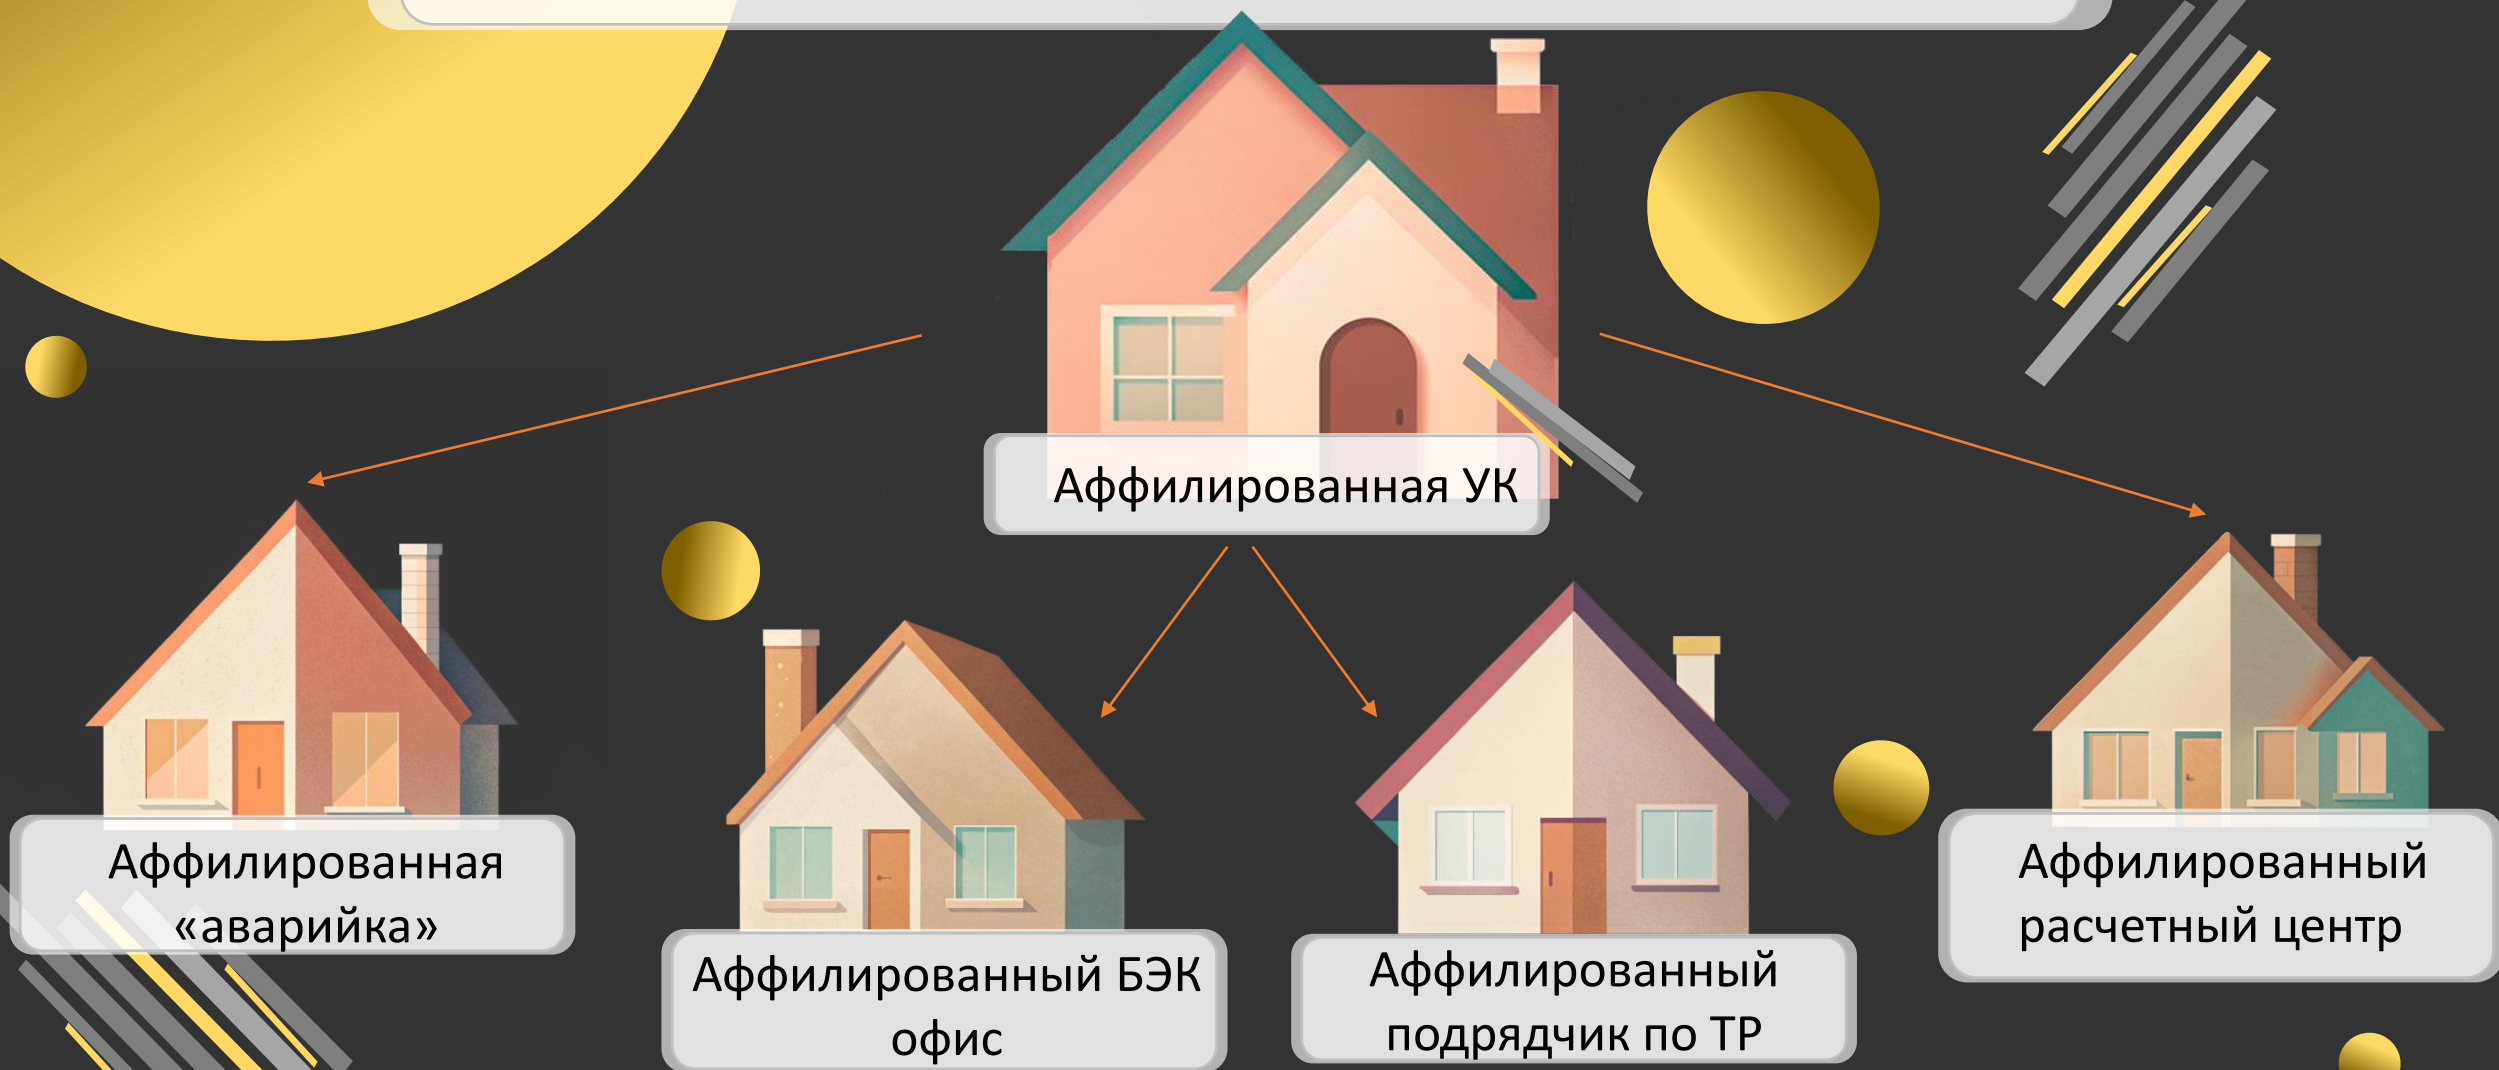 Аффилированная УК
Аффилированная
«аварийка»
Аффилированный БЭК
офис
Аффилированный
подрядчик по ТР
Аффилированный
расчетный центр